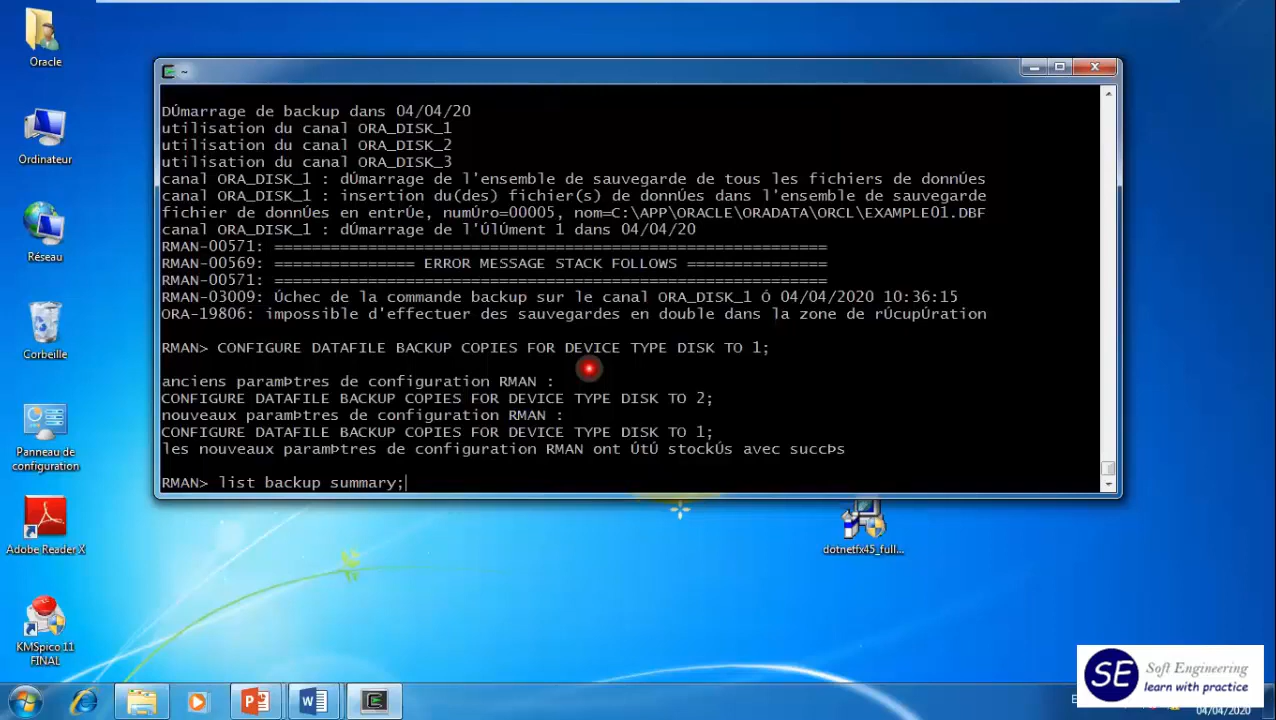 Oracle
Ordinateur
Réseau
Corbeille
Panneau de
configuration
Adobe Reader X
KMSpico 11
FINAL
~
DÚmarrage de backup dans 04/04/20
utilisation du canal ORA_DISK_1
utilisation du canal ORA_DISK_2
utilisation du canal ORA_DISK_3
canal ORA_DISK_1 : dÚmarrage de l'ensemble de sauvegarde de tous les fichiers de donnÚes
canal ORA_DISK_1 : insertion du(des) fichier(s) de donnÚes dans l'ensemble de sauvegarde
fichier de donnÚes en entrÚe, numÚro=00005, nom=C:\APP\ORACLE\ORADATA\ORCL\EXAMPLE01.DBF
canal ORA_DISK_1 : dÚmarrage de l'ÚlÚment 1 dans 04/04/20
RMAN-00571: ===========================================================
RMAN-00569: =============== ERROR MESSAGE STACK FOLLOWS ===============
RMAN-00571: ===========================================================
RMAN-03009: Úchec de la commande backup sur le canal ORA_DISK_1 Ó 04/04/2020 10:36:15
ORA-19806: impossible d'effectuer des sauvegardes en double dans la zone de rÚcupÚration
RMAN> CONFIGURE DATAFILE BACKUP COPIES FOR DEVICE TYPE DISK TO 1;
anciens paramÞtres de configuration RMAN :
CONFIGURE DATAFILE BACKUP COPIES FOR DEVICE TYPE DISK TO 2;
nouveaux paramÞtres de configuration RMAN :
CONFIGURE DATAFILE BACKUP COPIES FOR DEVICE TYPE DISK TO 1;
les nouveaux paramÞtres de configuration RMAN ont ÚtÚ stockÚs avec succÞs
RMAN> list backup summary;
dotnetfx45_full...
SE
Soft Engineering
learn with practice
04/04/2020